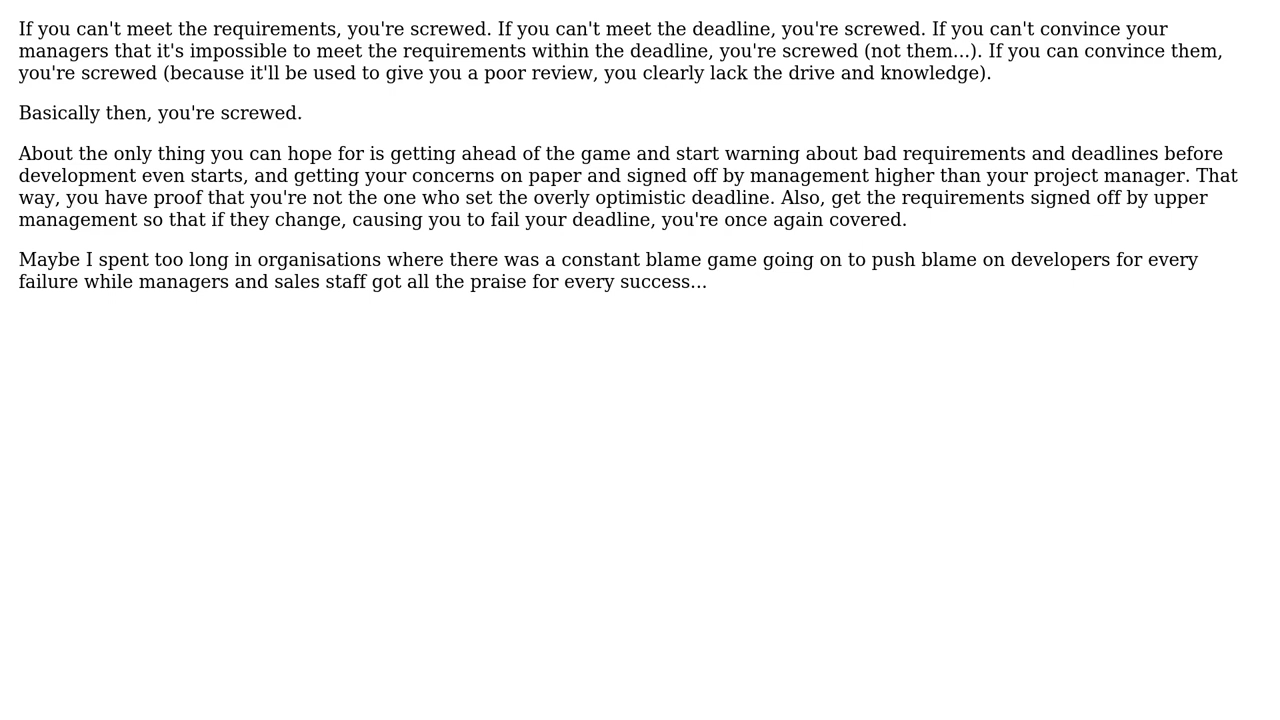 If you can't meet the requirements, you're screwed. If you can't meet the deadline, you're screwed. If you can't convince your
managers that it's impossible to meet the requirements within the deadline, you're screwed (not them...). If you can convince them,
you're screwed (because it'll be used to give you a poor review, you clearly lack the drive and knowledge).
Basically then, you're screwed.
About the only thing you can hope for is getting ahead of the game and start warning about bad requirements and deadlines before
development even starts, and getting your concerns on paper and signed off by management higher than your project manager. That
way, you have proof that you're not the one who set the overly optimistic deadline. Also, get the requirements signed off by upper
management so that if they change, causing you to fail your deadline, you're once again covered.
Maybe I spent too long in organisations where there was a constant blame game going on to push blame on developers for every
failure while managers and sales staff got all the praise for every success...